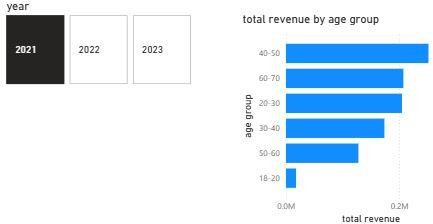 year
2021
2022
2023
total revenue by age group
age group
40-50
60-70
20-30
30-40
50-60
18-20
0.0M
0.2M
total revenue